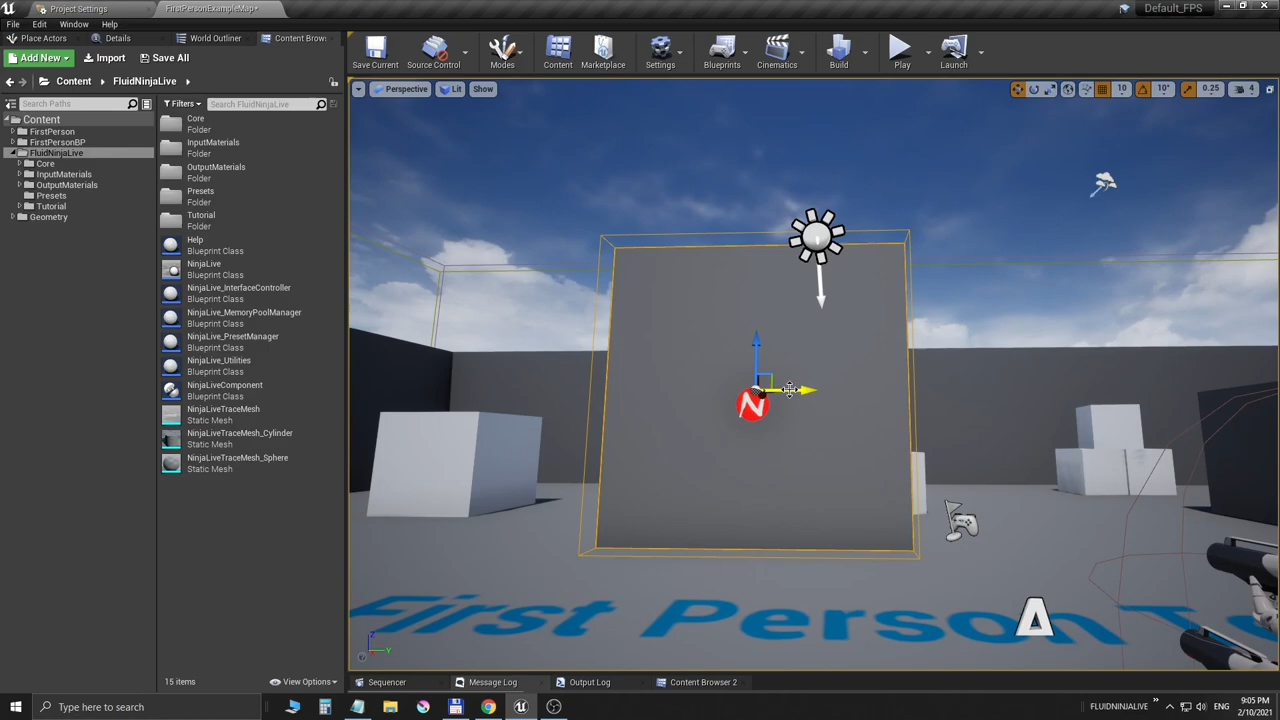 Project Settings
FirstPersonExampleMap*
Default_FPS
File Edit Window Help
Place Actors Details World Outliner Content Brows
Add New Import Save All
Content FluidNinjaLive
Search Paths
Filters Search FluidNinjaLive
Content
FirstPerson
FirstPersonBP
FluidNinjaLive
Core
InputMaterials
OutputMaterials
Presets
Tutorial
Geometry
Core
Folder
InputMaterials
Folder
OutputMaterials
Folder
Presets
Folder
Tutorial
Folder
Help
Blueprint Class
NinjaLive
Blueprint Class
NinjaLive_InterfaceController
Blueprint Class
NinjaLive_MemoryPoolManager
Blueprint Class
NinjaLive_PresetManager
Blueprint Class
NinjaLive_Utilities
Blueprint Class
NinjaLiveComponent
Blueprint Class
NinjaLiveTraceMesh
Static Mesh
NinjaLiveTraceMesh_Cylinder
Static Mesh
NinjaLiveTraceMesh_Sphere
Static Mesh
15 items View Options
Save Current Source Control Modes Content Marketplace Settings Blueprints Cinematics Build Play Launch
Perspective Lit Show
10 10° 0.25 4
N
First Person T
A
Z
Y
Sequencer Message Log Output Log Content Browser 2
Type here to search
FLUIDNINJALIVE
ENG
9:05 PM
2/10/2021